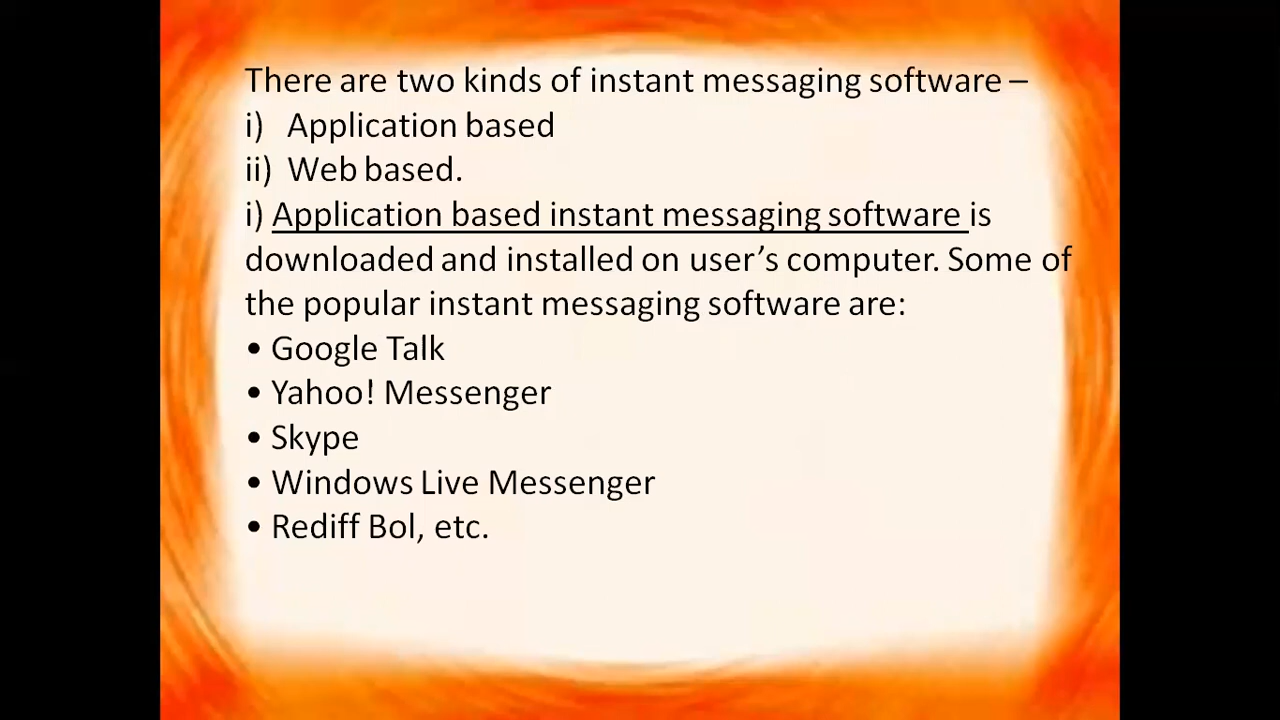 There are two kinds of instant messaging software –
i) Application based
ii) Web based.
i) Application based instant messaging software is
downloaded and installed on user’s computer. Some of
the popular instant messaging software are:
• Google Talk
• Yahoo! Messenger
• Skype
• Windows Live Messenger
• Rediff Bol, etc.